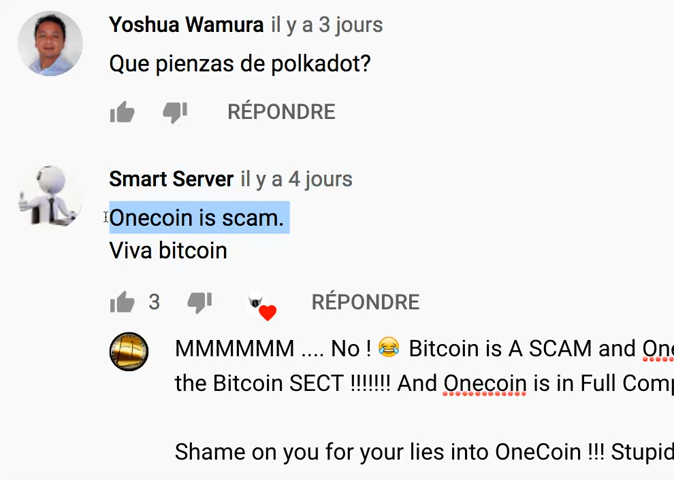 Yoshua Wamura il y a 3 jours
Que pienzas de polkadot?
RÉPONDRE
Smart Server il y a 4 jours
Onecoin is scam.
Viva bitcoin
3 RÉPONDRE
MMMMMM .... No ! 😂 Bitcoin is A SCAM and
the Bitcoin SECT !!!!!!! And Onecoin is in Full
Shame on you for your lies into OneCoin !!! Stupid